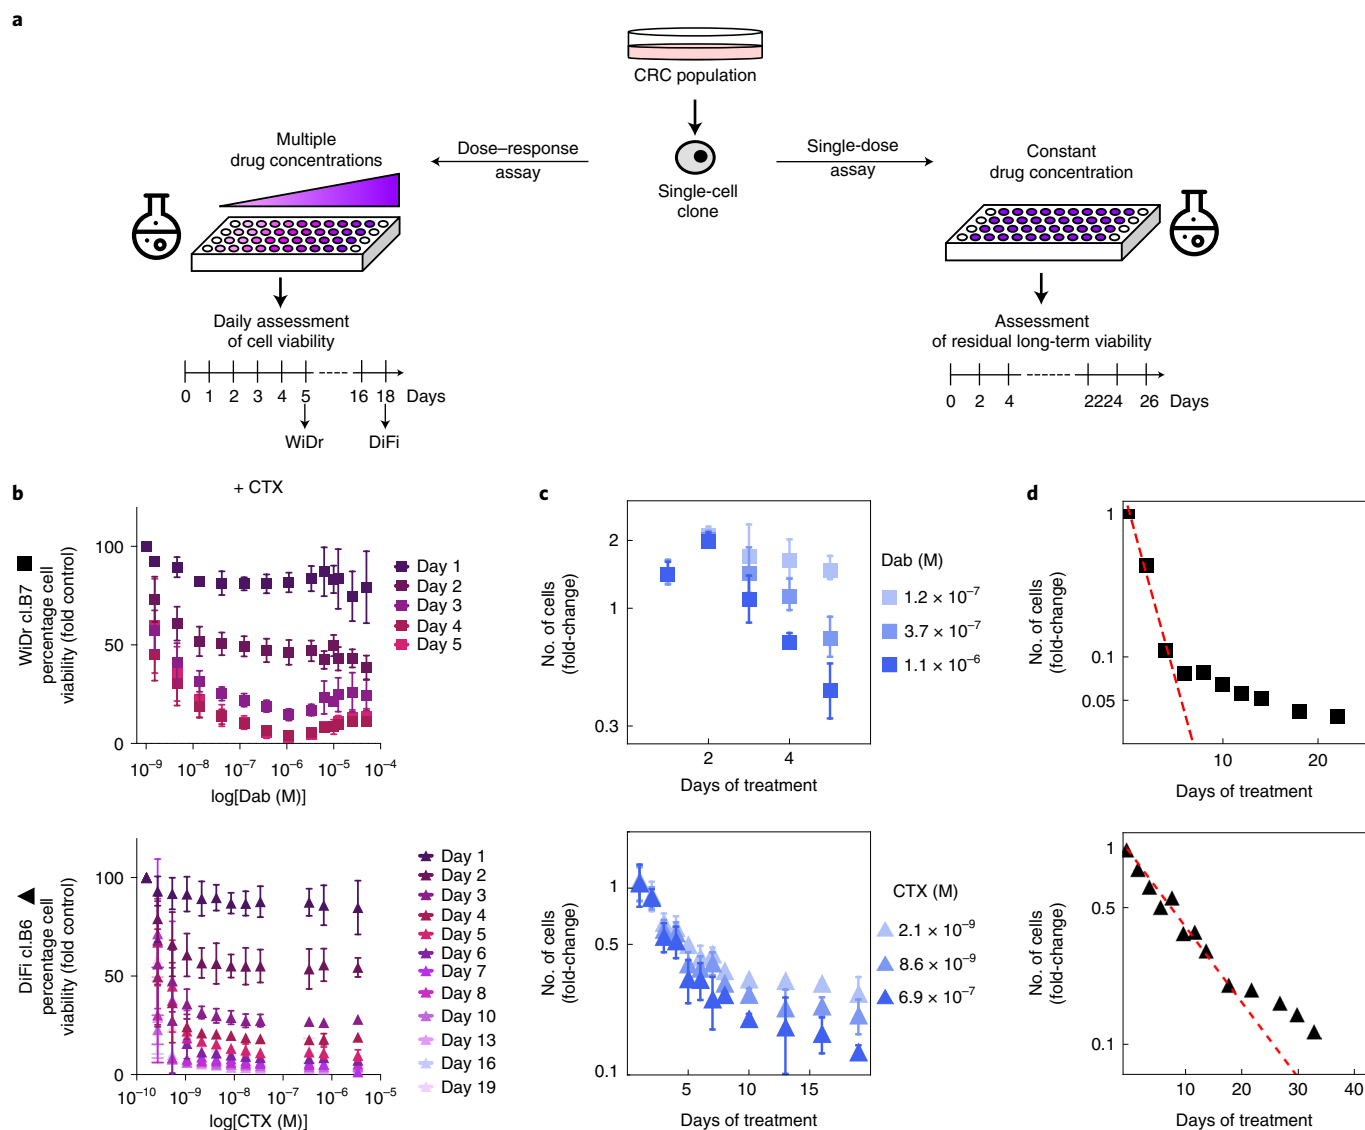 a
CRC population
Single-cell
clone
Dose–response
assay
Single-dose
assay
Multiple
drug concentrations
Constant
drug concentration
Daily assessment
of cell viability
0 1 2 3 4 5 16 18 Days
WiDr DiFi
Assessment
of residual long-term viability
0 2 4 2224 26 Days
b
+ CTX
WiDr cl.B7
percentage cell
viability (fold control)
100
50
0
10⁻⁹ 10⁻⁸ 10⁻⁷ 10⁻⁶ 10⁻⁵ 10⁻⁴
log[Dab (M)]
Day 1
Day 2
Day 3
Day 4
Day 5
DiFi cl.B6
percentage cell
viability (fold control)
100
50
0
10⁻¹⁰ 10⁻⁹ 10⁻⁸ 10⁻⁷ 10⁻⁶ 10⁻⁵
log[CTX (M)]
Day 1
Day 2
Day 3
Day 4
Day 5
Day 6
Day 7
Day 8
Day 10
Day 13
Day 16
Day 19
c
No. of cells
(fold-change)
2
1
0.3
2 4
Days of treatment
Dab (M)
1.2 × 10⁻⁷
3.7 × 10⁻⁷
1.1 × 10⁻⁶
No. of cells
(fold-change)
1
0.5
0.1
5 10 15
Days of treatment
CTX (M)
2.1 × 10⁻⁹
8.6 × 10⁻⁹
6.9 × 10⁻⁷
d
No. of cells
(fold-change)
1
0.1
0.05
10 20
Days of treatment
No. of cells
(fold-change)
1
0.5
0.1
10 20 30 40
Days of treatment